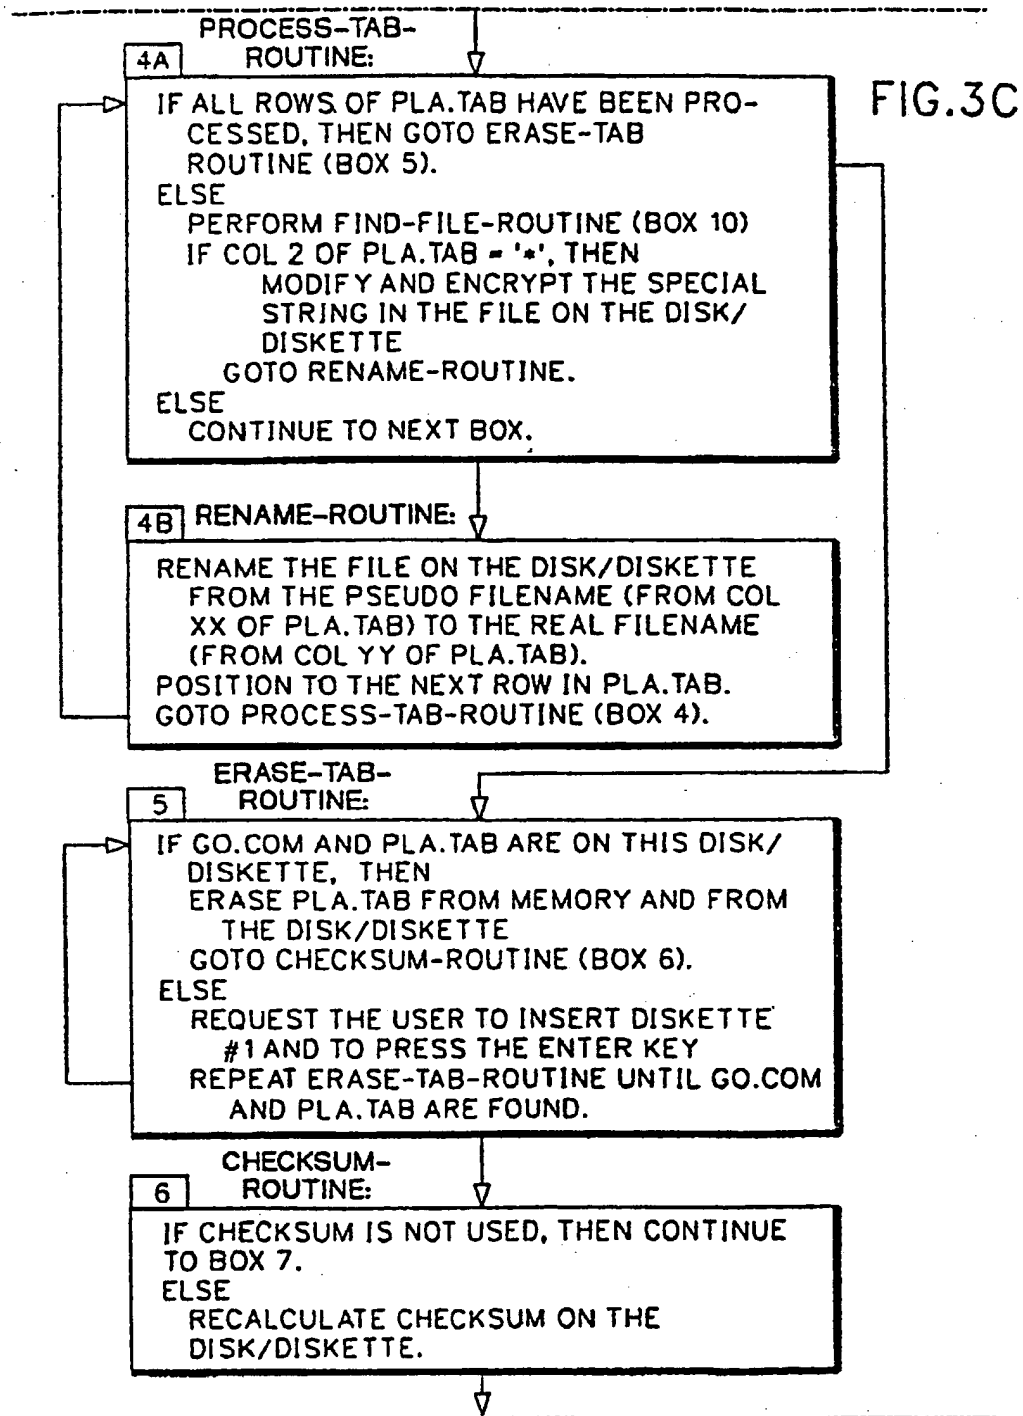 PROCESS-TAB-
ROUTINE:
4A
FIG.3C
IF ALL ROWS OF PLA.TAB HAVE BEEN PRO-
CESSED, THEN GOTO ERASE-TAB
ROUTINE (BOX 5).
ELSE
PERFORM FIND-FILE-ROUTINE (BOX 10)
IF COL 2 OF PLA.TAB = '*', THEN
MODIFY AND ENCRYPT THE SPECIAL
STRING IN THE FILE ON THE DISK/
DISKETTE
GOTO RENAME-ROUTINE.
ELSE
CONTINUE TO NEXT BOX.
4B RENAME-ROUTINE:
RENAME THE FILE ON THE DISK/DISKETTE
FROM THE PSEUDO FILENAME (FROM COL
XX OF PLA.TAB) TO THE REAL FILENAME
(FROM COL YY OF PLA.TAB).
POSITION TO THE NEXT ROW IN PLA.TAB.
GOTO PROCESS-TAB-ROUTINE (BOX 4).
ERASE-TAB-
ROUTINE:
5
IF GO.COM AND PLA.TAB ARE ON THIS DISK/
DISKETTE, THEN
ERASE PLA.TAB FROM MEMORY AND FROM
THE DISK/DISKETTE
GOTO CHECKSUM-ROUTINE (BOX 6).
ELSE
REQUEST THE USER TO INSERT DISKETTE
#1 AND TO PRESS THE ENTER KEY
REPEAT ERASE-TAB-ROUTINE UNTIL GO.COM
AND PLA.TAB ARE FOUND.
CHECKSUM-
ROUTINE:
6
IF CHECKSUM IS NOT USED, THEN CONTINUE
TO BOX 7.
ELSE
RECALCULATE CHECKSUM ON THE
DISK/DISKETTE.